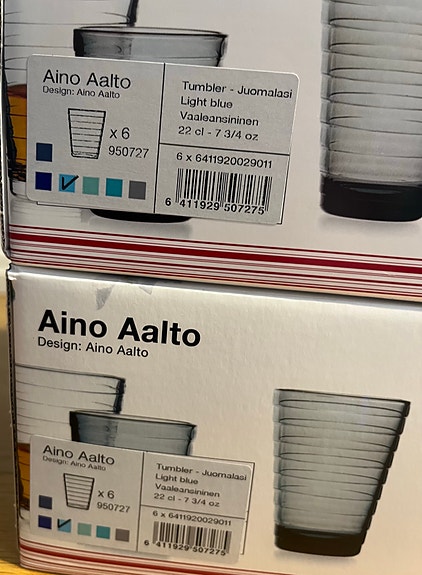 Aino Aalto
Design: Aino Aalto
x 6
950727
Tumbler - Juomalasi
Light blue
Vaaleansininen
22 cl - 7 3/4 oz
6 x 6411920029011
6 411929 507275
Aino Aalto
Design: Aino Aalto
Aino Aalto
Design: Aino Aalto
x 6
950727
Tumbler - Juomalasi
Light blue
Vaaleansininen
22 cl - 7 3/4 oz
6 x 6411920029011
6 411929 507275